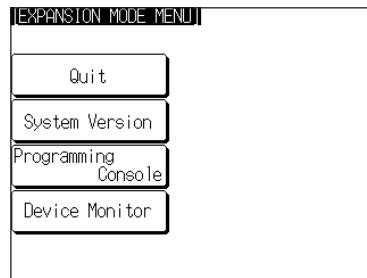 [EXPANSION MODE MENU]
Quit
System Version
Programming
Console
Device Monitor